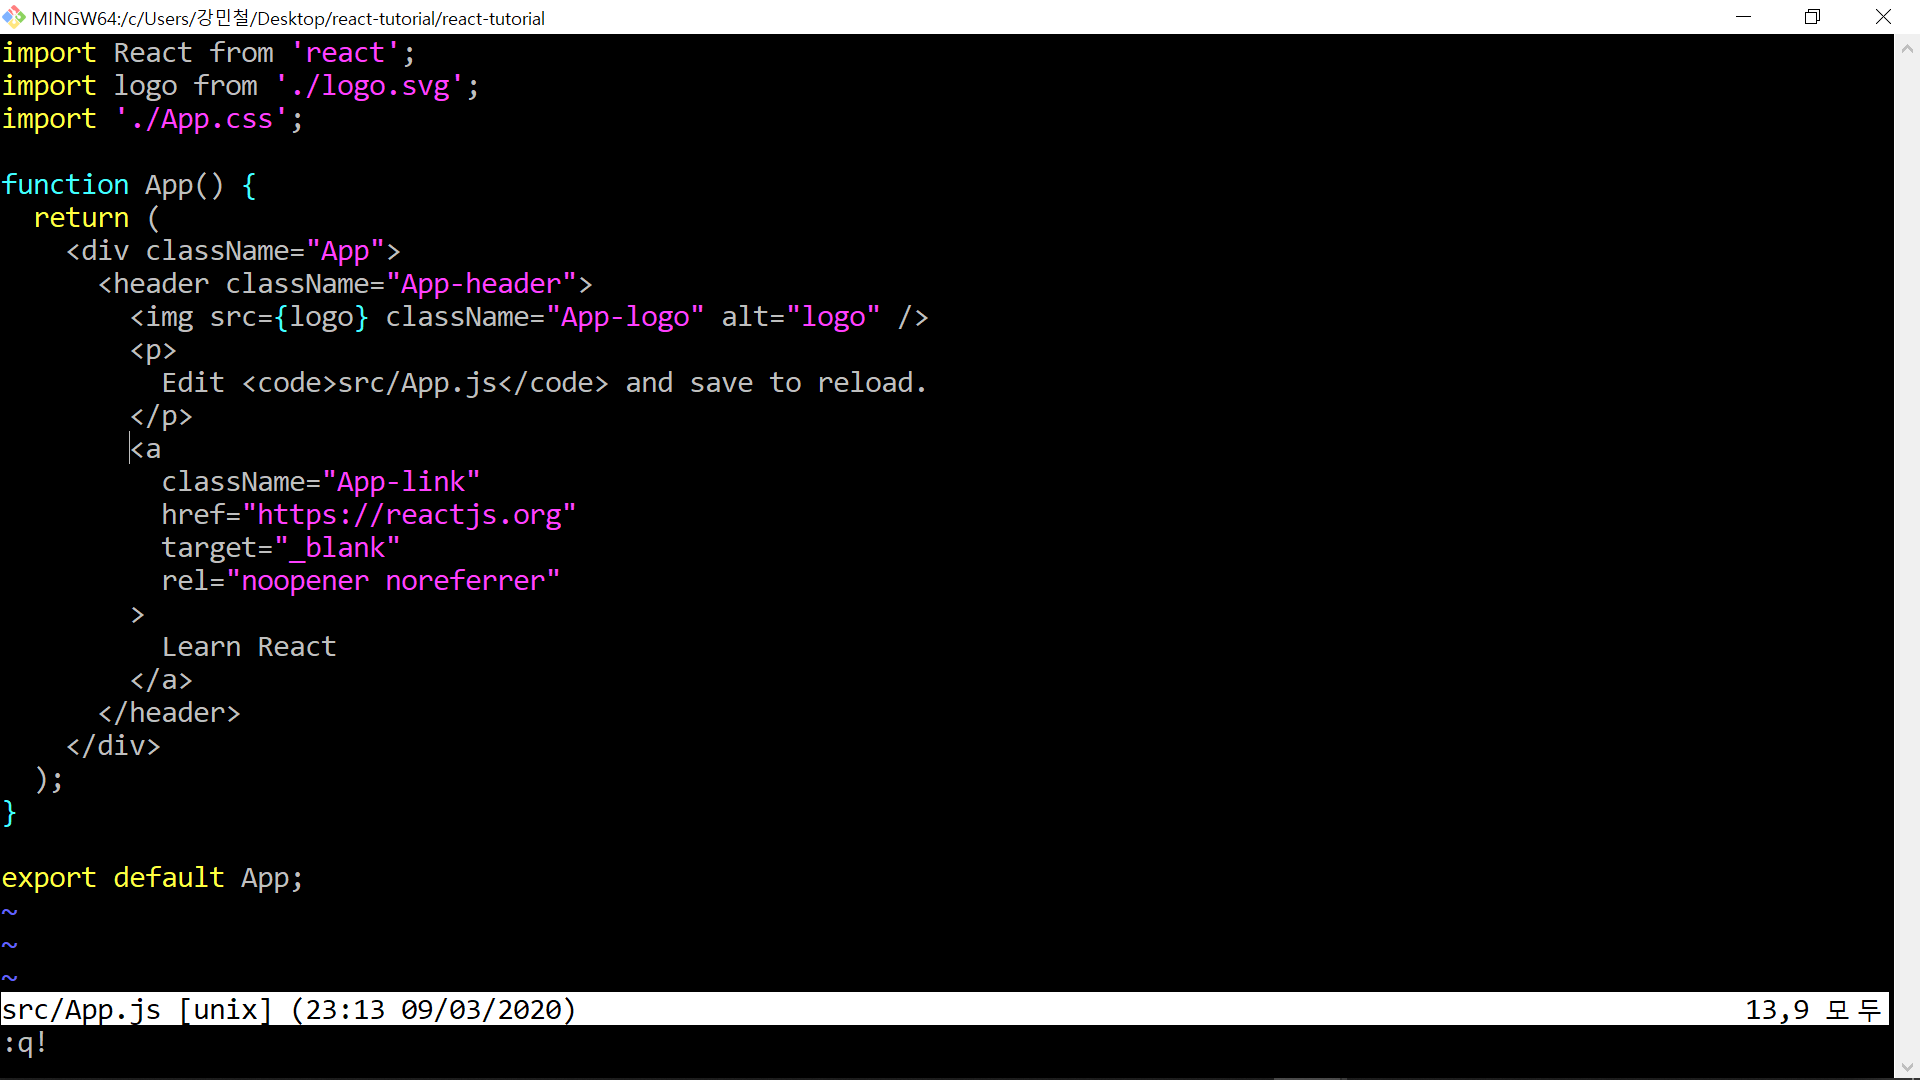 MINGW64:/c/Users/강민철/Desktop/react-tutorial/react-tutorial
import React from 'react';
import logo from './logo.svg';
import './App.css';

function App() {
  return (
    <div className="App">
      <header className="App-header">
        <img src={logo} className="App-logo" alt="logo" />
        <p>
          Edit <code>src/App.js</code> and save to reload.
        </p>
        <a
          className="App-link"
          href="https://reactjs.org"
          target="_blank"
          rel="noopener noreferrer"
        >
          Learn React
        </a>
      </header>
    </div>
  );
}

export default App;
~
~
~
src/App.js [unix] (23:13 09/03/2020) 13,9 모두
:q!